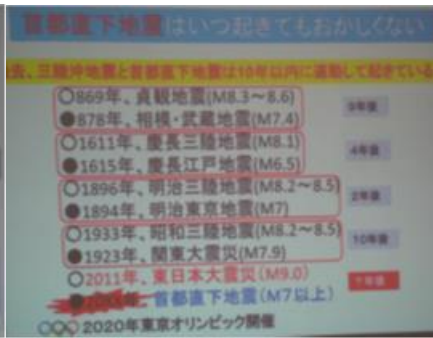 首都直下地震はいつ起きてもおかしくない
去、三陸沖地震と首都直下地震は10年以内に連動して起きている
○869年、貞観地震(M8.3～8.6)
●878年、相模・武蔵地震(M7.4)
9年後
○1611年、慶長三陸地震(M8.1)
●1615年、慶長江戸地震(M6.5)
4年後
○1896年、明治三陸地震(M8.2～8.5)
●1894年、明治東京地震(M7)
2年後
○1933年、昭和三陸地震(M8.2～8.5)
●1923年、関東大震災(M7.9)
10年後
○2011年、東日本大震災(M9.0)
首都直下地震(M7以上)
2020年東京オリンピック開催